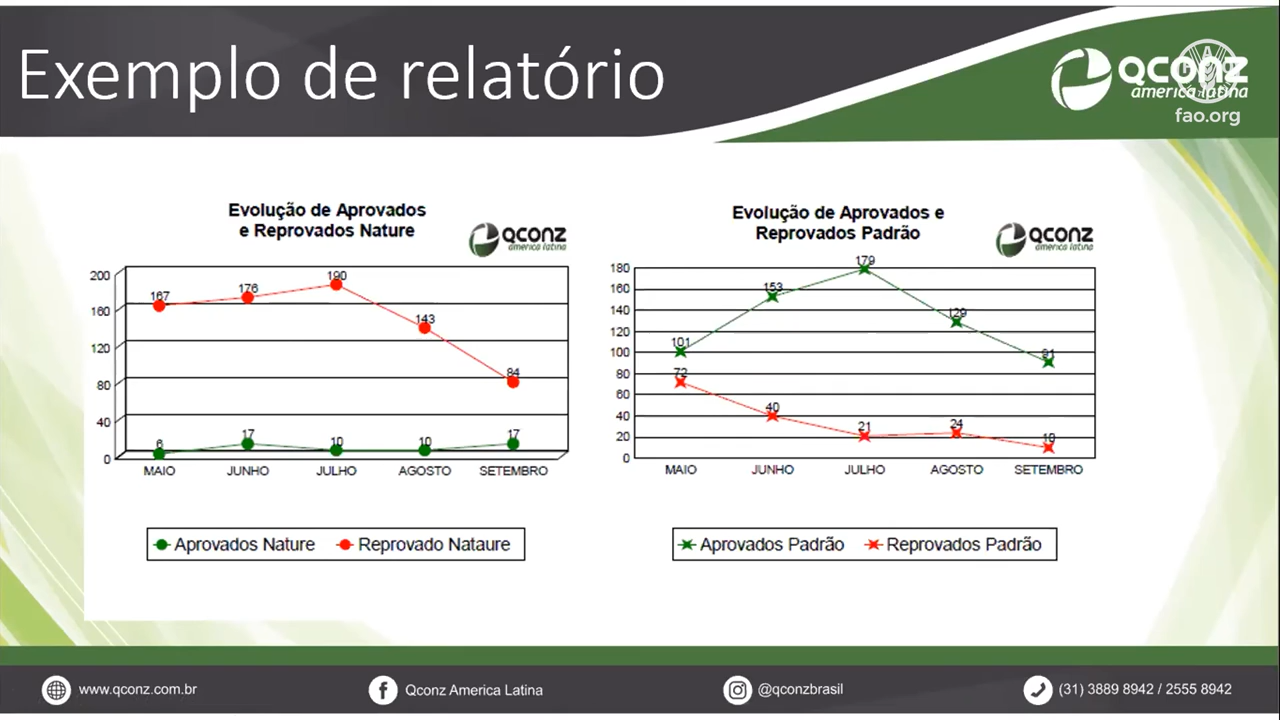 Exemplo de relatório
QCONZ
america latina
fao.org
Evolução de Aprovados
e Reprovados Nature
QCONZ
america latina
200
160
120
80
40
0
167
176
190
143
84
6
17
10
10
17
MAIO
JUNHO
JULHO
AGOSTO
SETEMBRO
Aprovados Nature
Reprovado Nataure
Evolução de Aprovados e
Reprovados Padrão
QCONZ
america latina
180
160
140
120
100
80
60
40
20
0
101
153
179
129
91
72
40
21
24
10
MAIO
JUNHO
JULHO
AGOSTO
SETEMBRO
Aprovados Padrão
Reprovados Padrão
www.qconz.com.br
Qconz America Latina
@qconzbrasil
(31) 3889 8942 / 2555 8942